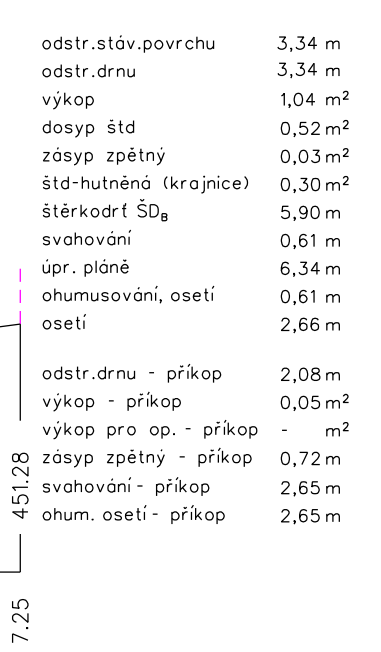 odstr.stáv.povrchu 3,34 m
odstr.drnu 3,34 m
výkop 1,04 m²
dosyp štd 0,52 m²
zásyp zpětný 0,03 m²
štd-hutněná (krajnice) 0,30 m²
štěrkodrť ŠD_B 5,90 m
svahování 0,61 m
úpr. pláně 6,34 m
ohumusování, osetí 0,61 m
osetí 2,66 m
odstr.drnu - příkop 2,08 m
výkop - příkop 0,05 m²
výkop pro op. - příkop - m²
zásyp zpětný - příkop 0,72 m
svahování - příkop 2,65 m
ohum. osetí - příkop 2,65 m
451.28
7.25